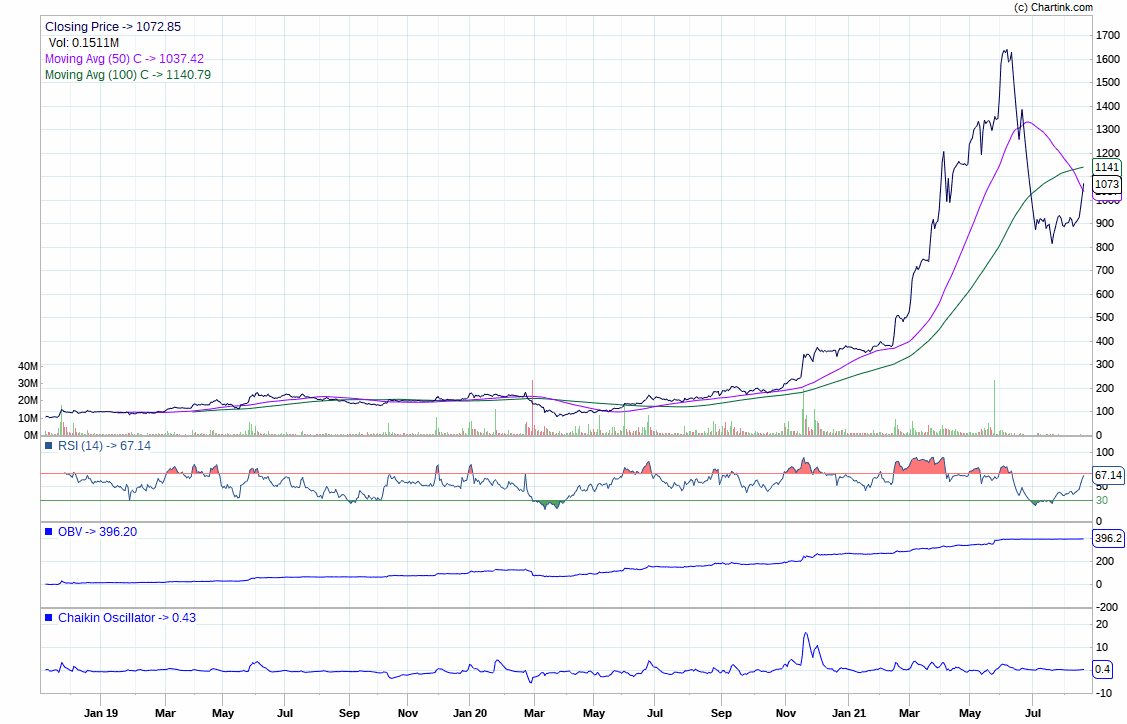 (c) Chartink.com
Closing Price -> 1072.85
Vol: 0.1511M
Moving Avg (50) C -> 1037.42
Moving Avg (100) C -> 1140.79
1700
1600
1500
1400
1300
1200
1141
1073
1000
900
800
700
600
500
400
300
200
100
0
40M
30M
20M
10M
0M
RSI (14) -> 67.14
100
67.14
50
30
0
OBV -> 396.20
396.2
200
0
-200
Chaikin Oscillator -> 0.43
20
10
0.4
-10
Jan 19 Mar May Jul Sep Nov Jan 20 Mar May Jul Sep Nov Jan 21 Mar May Jul